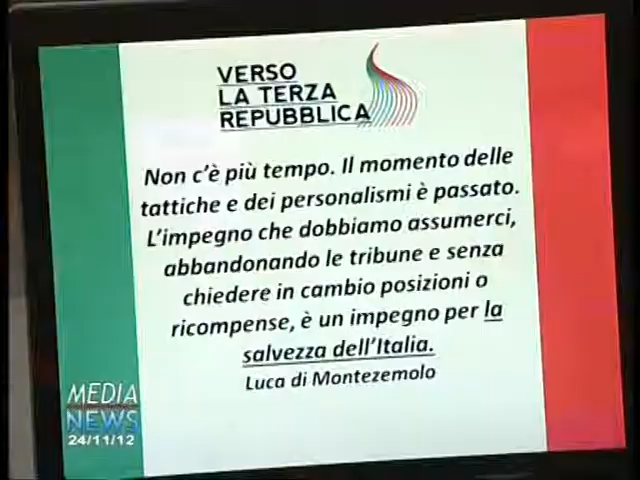 VERSO
LA TERZA
REPUBBLICA
Non c'è più tempo. Il momento delle
tattiche e dei personalismi è passato.
L'impegno che dobbiamo assumerci,
abbandonando le tribune e senza
chiedere in cambio posizioni o
ricompense, è un impegno per la
salvezza dell'Italia.
Luca di Montezemolo
MEDIA
NEWS
24/11/12